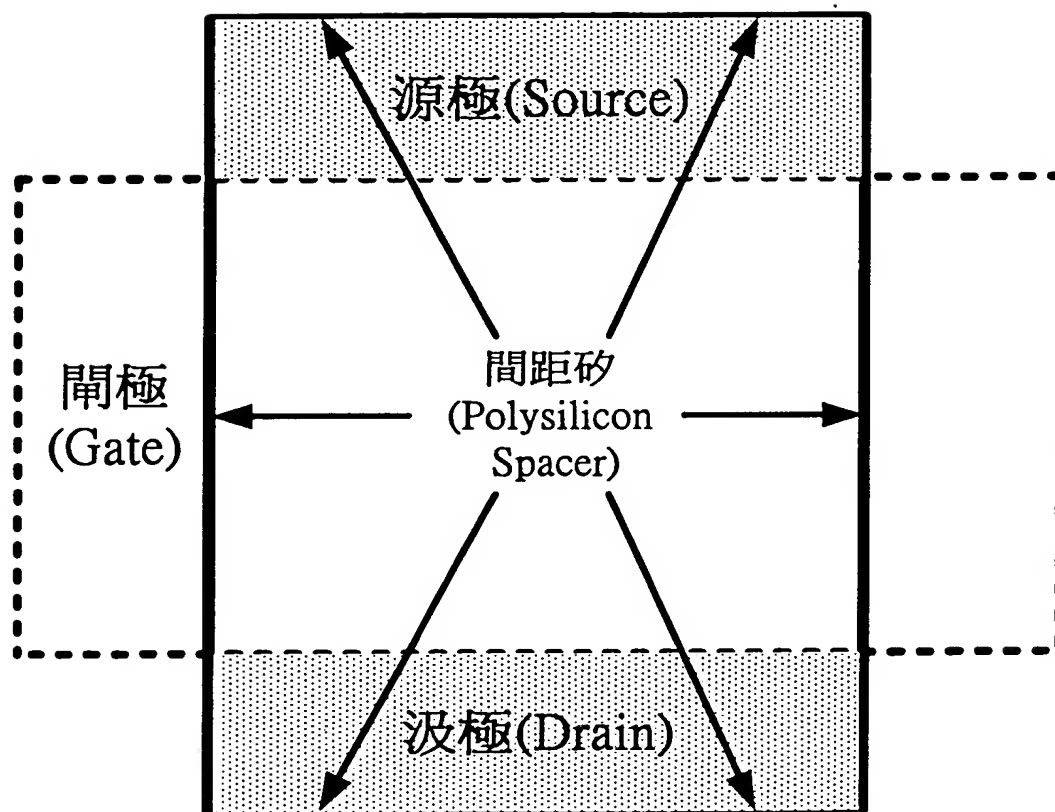 源極(Source)
閘極
(Gate)
間距矽
(Polysilicon
Spacer)
汲極(Drain)